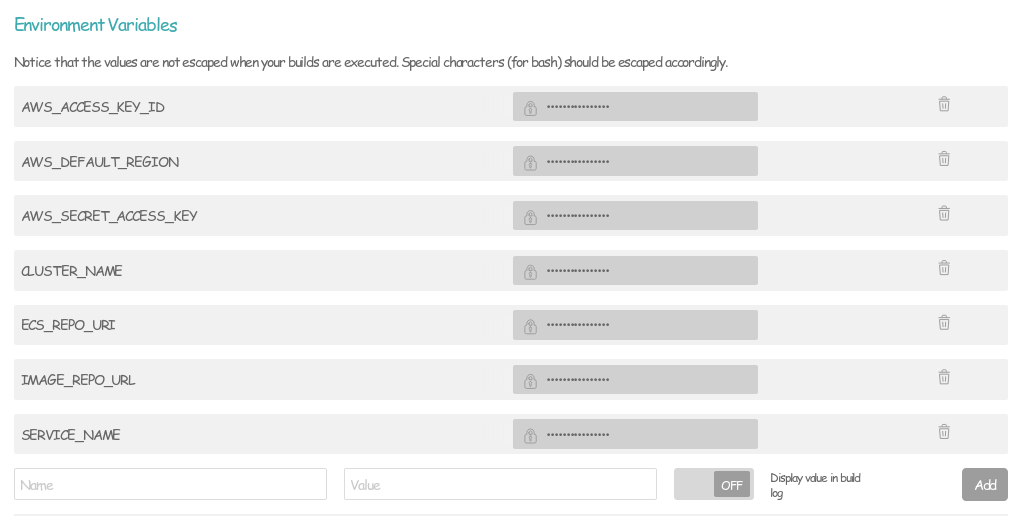 Environment Variables
Notice that the values are not escaped when your builds are executed. Special characters (for bash) should be escaped accordingly.
AWS_ACCESS_KEY_ID ••••••••••••••••
AWS_DEFAULT_REGION ••••••••••••••••
AWS_SECRET_ACCESS_KEY ••••••••••••••••
CLUSTER_NAME ••••••••••••••••
ECS_REPO_URI ••••••••••••••••
IMAGE_REPO_URL ••••••••••••••••
SERVICE_NAME ••••••••••••••••
Name Value OFF Display value in build
log
Add